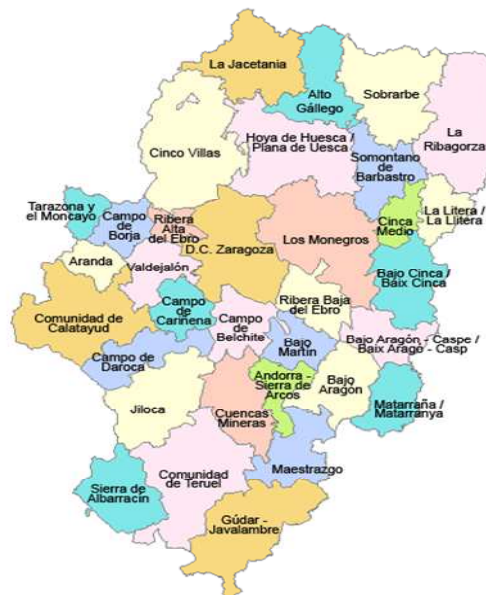 La Jacetania
Alto
Gállego
Sobrarbe
La
Ribagorza
Cinco Villas
Hoya de Huesca /
Plana de Uesca
Somontano
de
Barbastro
Tarazona y
el Moncayo
Campo
de
Borja
Ribera
Alta
del Ebro
D.C. Zaragoza
Los Monegros
Cinca
Medio
La Litera /
La Llitera
Aranda
Valdejalón
Bajo Cinca /
Baix Cinca
Comunidad de
Calatayud
Campo
de
Cariñena
Campo
de
Belchite
Ribera Baja
del Ebro
Bajo Aragón - Caspe /
Baix Aragó - Casp
Campo de
Daroca
Bajo
Martín
Jiloca
Cuencas
Mineras
Andorra -
Sierra de
Arcos
Bajo
Aragón
Matarraña /
Matarranya
Sierra de
Albarracín
Comunidad
de Teruel
Maestrazgo
Gúdar -
Javalambre